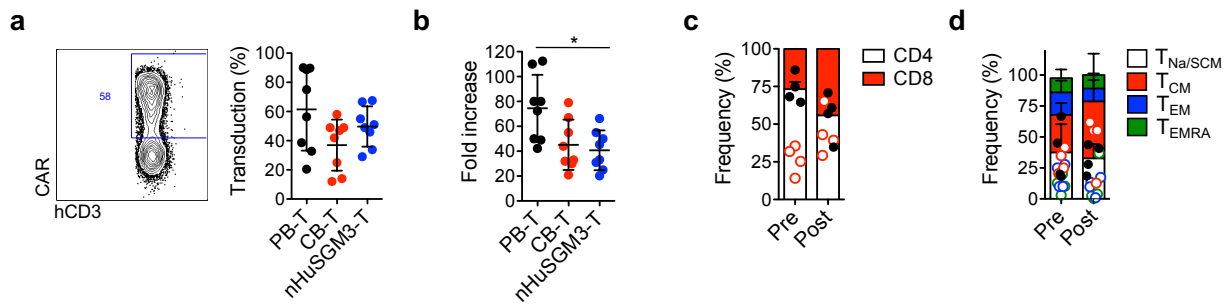 a
58
CAR
hCD3
Transduction (%)
100
80
60
40
20
0
PB-T
CB-T
nHuSGM3-T
b
*
Fold increase
120
100
80
60
40
20
0
PB-T
CB-T
nHuSGM3-T
c
CD4
CD8
Frequency (%)
100
75
50
25
0
Pre
Post
d
TNa/SCM
TCM
TEM
TEMRA
Frequency (%)
125
100
75
50
25
0
Pre
Post